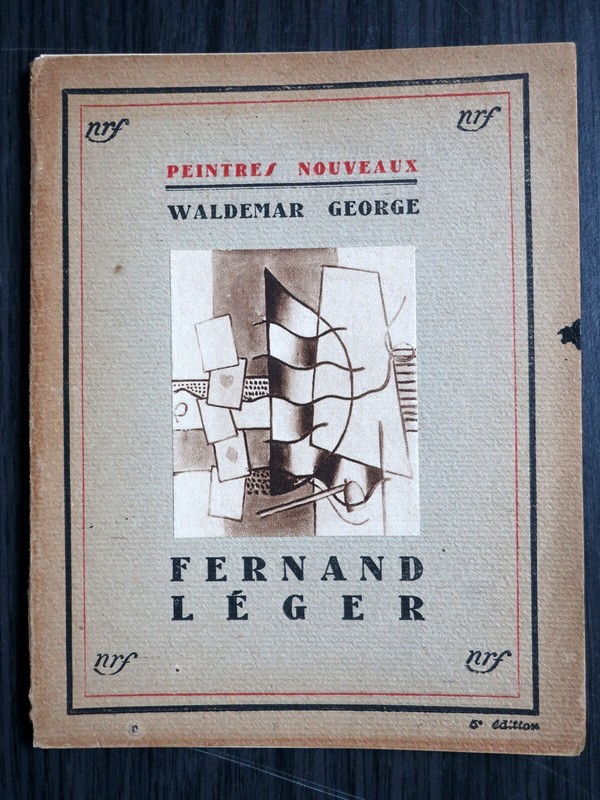 nrf nrf
PEINTRES NOUVEAUX
WALDEMAR GEORGE
FERNAND
LÉGER
nrf nrf
5e édition